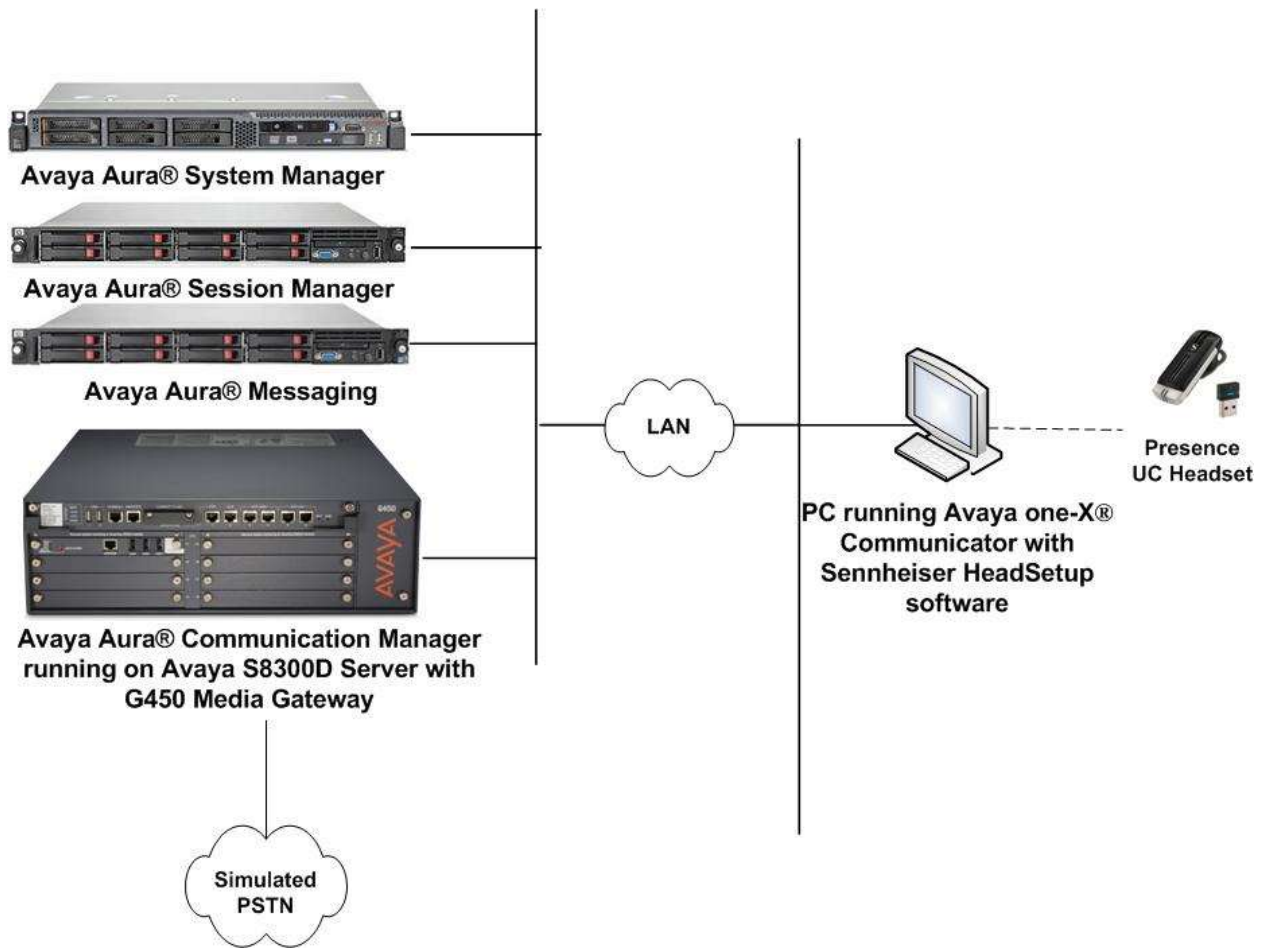 Avaya Aura® System Manager
Avaya Aura® Session Manager
Avaya Aura® Messaging
G450
AVAYA
Avaya Aura® Communication Manager
running on Avaya S8300D Server with
G450 Media Gateway
Simulated
PSTN
LAN
PC running Avaya one-X®
Communicator with
Sennheiser HeadSetup
software
Presence
UC Headset